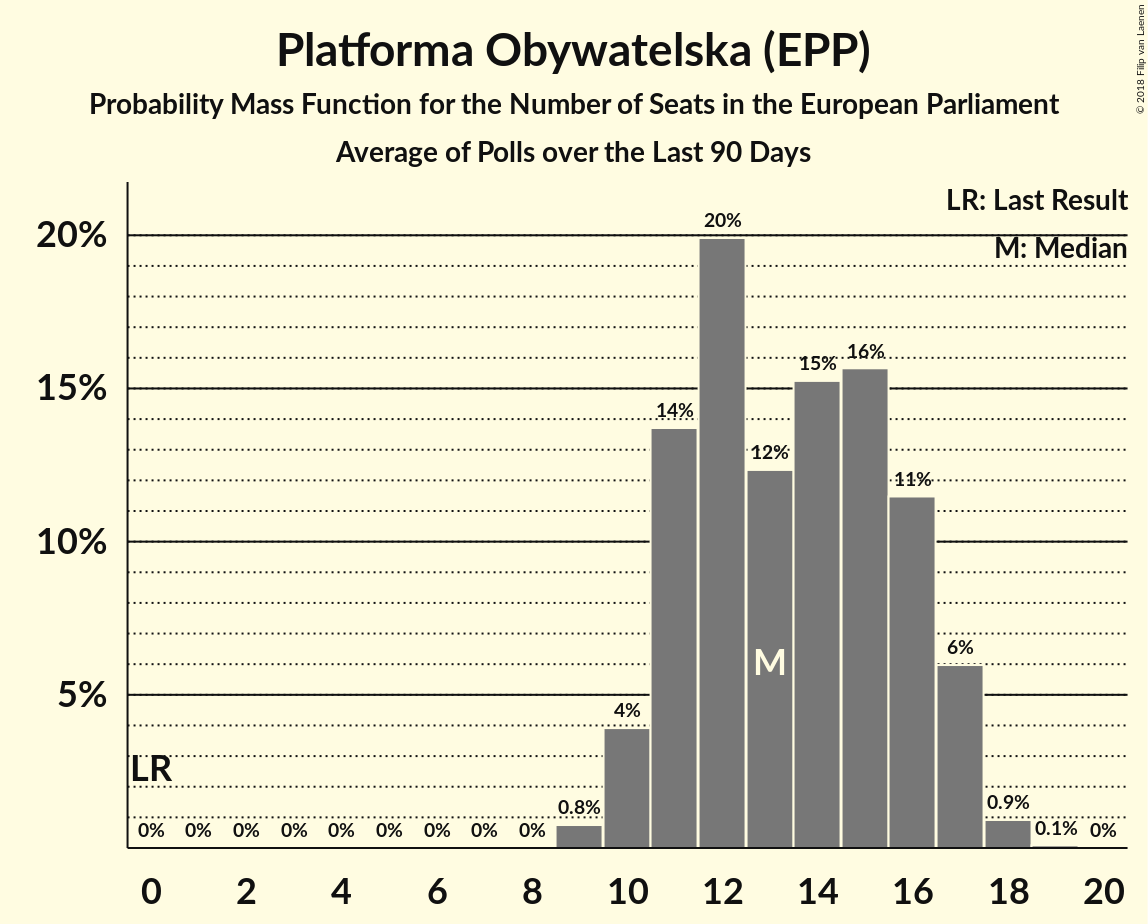 Platforma Obywatelska (EPP)
Probability Mass Function for the Number of Seats in the European Parliament
Average of Polls over the Last 90 Days
© 2018 Filip van Laenen
LR: Last Result
M: Median
20%
15%
10%
5%
LR
0% 0% 0% 0% 0% 0% 0% 0% 0% 0.8% 4% 14% 20% 12% 15% 16% 11% 6% 0.9% 0.1% 0%
M
0 2 4 6 8 10 12 14 16 18 20